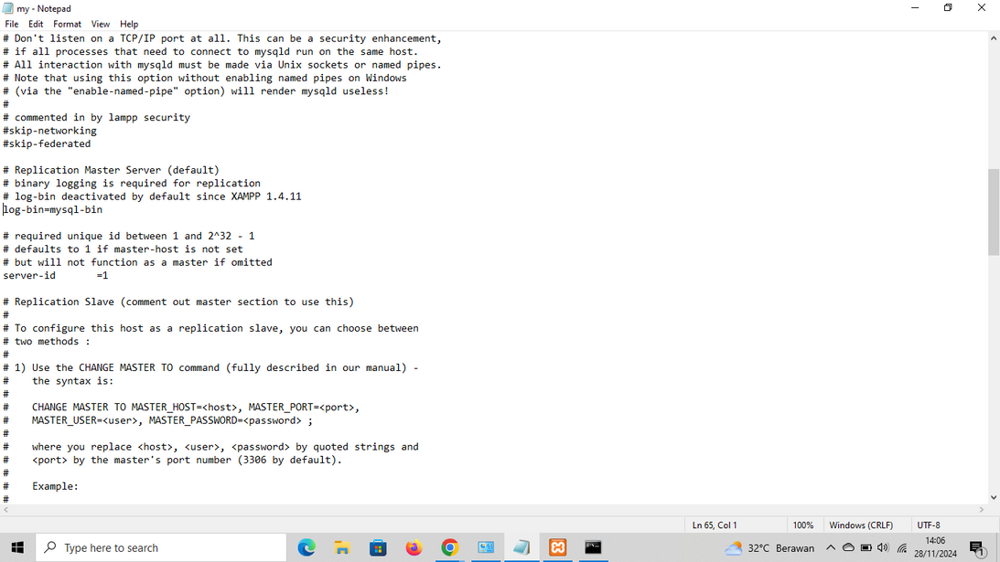 my - Notepad
File Edit Format View Help
# Don't listen on a TCP/IP port at all. This can be a security enhancement,
# if all processes that need to connect to mysqld run on the same host.
# All interaction with mysqld must be made via Unix sockets or named pipes.
# Note that using this option without enabling named pipes on Windows
# (via the "enable-named-pipe" option) will render mysqld useless!
#
# commented in by lampp security
#skip-networking
#skip-federated
# Replication Master Server (default)
# binary logging is required for replication
# log-bin deactivated by default since XAMPP 1.4.11
log-bin=mysql-bin
# required unique id between 1 and 2^32 - 1
# defaults to 1 if master-host is not set
# but will not function as a master if omitted
server-id       =1
# Replication Slave (comment out master section to use this)
#
# To configure this host as a replication slave, you can choose between
# two methods :
#
# 1) Use the CHANGE MASTER TO command (fully described in our manual) -
#    the syntax is:
#
#    CHANGE MASTER TO MASTER_HOST=<host>, MASTER_PORT=<port>,
#    MASTER_USER=<user>, MASTER_PASSWORD=<password> ;
#
#    where you replace <host>, <user>, <password> by quoted strings and
#    <port> by the master's port number (3306 by default).
#
#    Example:
#
Ln 65, Col 1 100% Windows (CRLF) UTF-8
Type here to search
32°C Berawan
14:06
28/11/2024
1